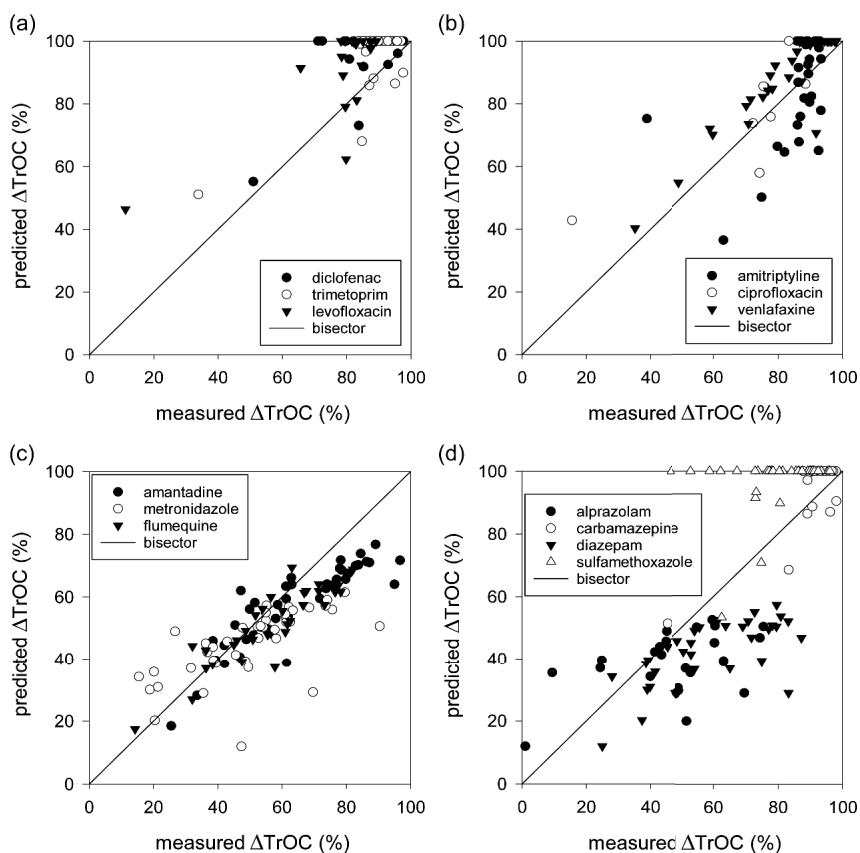 (a)
100
80
60
40
20
0
predicted ΔTrOC (%)
diclofenac
trimetoprim
levofloxacin
bisector
0 20 40 60 80 100
measured ΔTrOC (%)
(b)
100
80
60
40
20
0
predicted ΔTrOC (%)
amitriptyline
ciprofloxacin
venlafaxine
bisector
0 20 40 60 80 100
measured ΔTrOC (%)
(c)
100
80
60
40
20
0
predicted ΔTrOC (%)
amantadine
metronidazole
flumequine
bisector
0 20 40 60 80 100
measured ΔTrOC (%)
(d)
100
80
60
40
20
0
predicted ΔTrOC (%)
alprazolam
carbamazepine
diazepam
sulfamethoxazole
bisector
0 20 40 60 80 100
measured ΔTrOC (%)